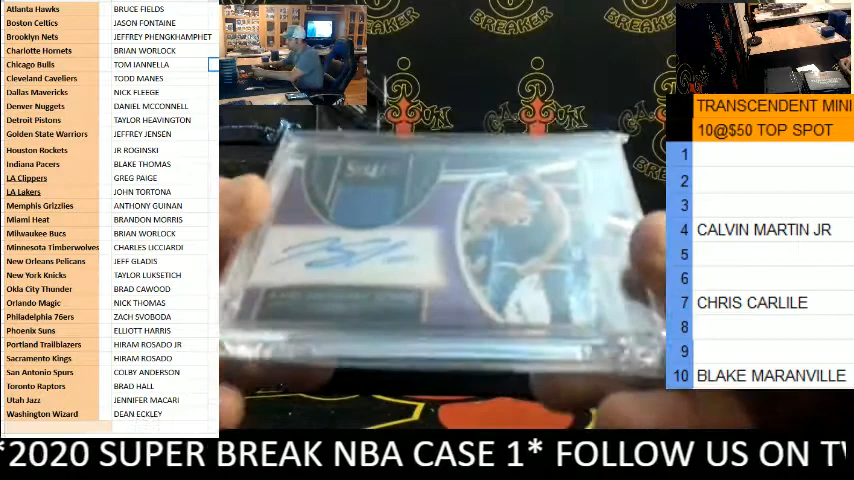 Atlanta Hawks BRUCE FIELDS
Boston Celtics JASON FONTAINE
Brooklyn Nets JEFFREY PHENGKHAMPHET
Charlotte Hornets BRIAN WORLOCK
Chicago Bulls TOM IANNELLA
Cleveland Caveliers TODD MANES
Dallas Mavericks NICK FLEEGE
Denver Nuggets DANIEL MCCONNELL
Detroit Pistons TAYLOR HEAVINGTON
Golden State Warriors JEFFREY JENSEN
Houston Rockets JR ROGINSKI
Indiana Pacers BLAKE THOMAS
LA Clippers GREG PAIGE
LA Lakers JOHN TORTONA
Memphis Grizzlies ANTHONY GUINAN
Miami Heat BRANDON MORRIS
Milwaukee Bucs BRIAN WORLOCK
Minnesota Timberwolves CHARLES LICCIARDI
New Orleans Pelicans JEFF GLADIS
New York Knicks TAYLOR LUKSETICH
Okla City Thunder BRAD CAWOOD
Orlando Magic NICK THOMAS
Philadelphia 76ers ZACH SVOBODA
Phoenix Suns ELLIOTT HARRIS
Portland Trailblazers HIRAM ROSADO JR
Sacramento Kings HIRAM ROSADO
San Antonio Spurs COLBY ANDERSON
Toronto Raptors BRAD HALL
Utah Jazz JENNIFER MACARI
Washington Wizard DEAN ECKLEY
BREAKER
BREAKER
TRANSCENDENT MINI
10@$50 TOP SPOT
1
2
3
4 CALVIN MARTIN JR
5
6
7 CHRIS CARLILE
8
9
10 BLAKE MARANVILLE
*2020 SUPER BREAK NBA CASE 1* FOLLOW US ON TW